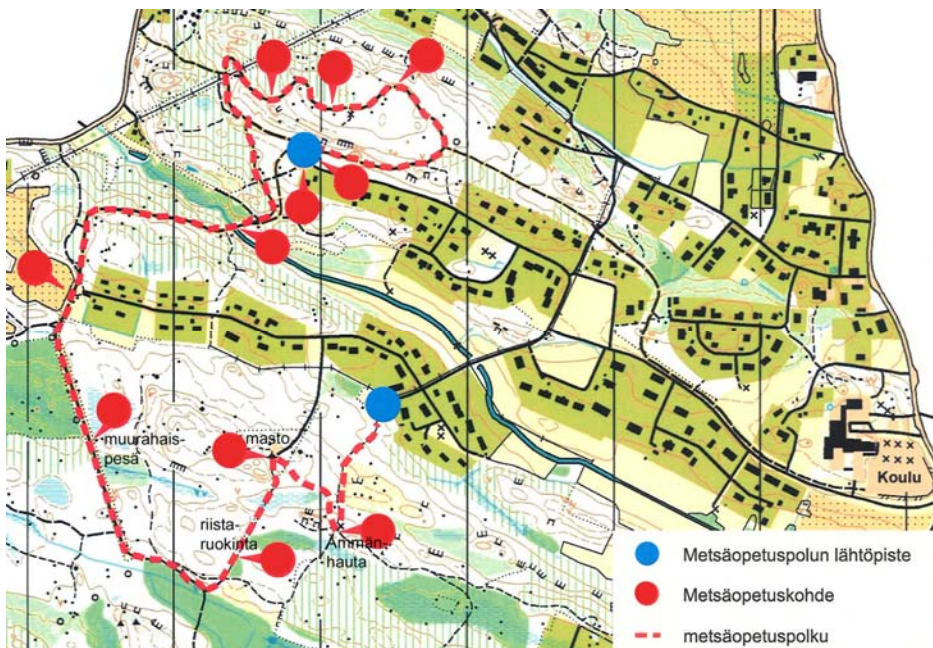 muurahais-
pesä
masto
riista-
ruokinta
Ämmän-
hauta
Koulu
Metsäopetuspolun lähtöpiste
Metsäopetuskohde
metsäopetuspolku